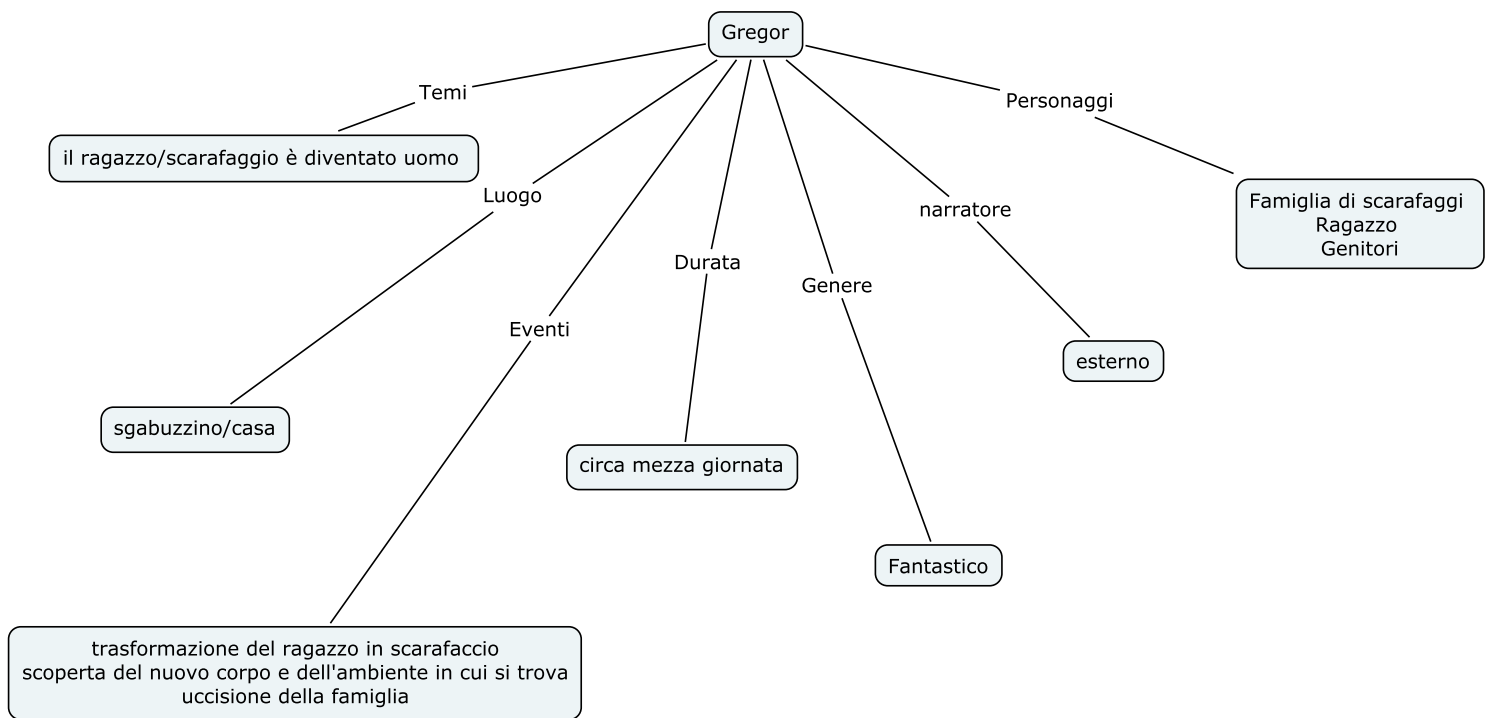 Gregor
Temi
il ragazzo/scarafaggio è diventato uomo
Luogo
sgabuzzino/casa
Eventi
trasformazione del ragazzo in scarafaccio
scoperta del nuovo corpo e dell'ambiente in cui si trova
uccisione della famiglia
Durata
circa mezza giornata
Genere
Fantastico
narratore
esterno
Personaggi
Famiglia di scarafaggi
Ragazzo
Genitori